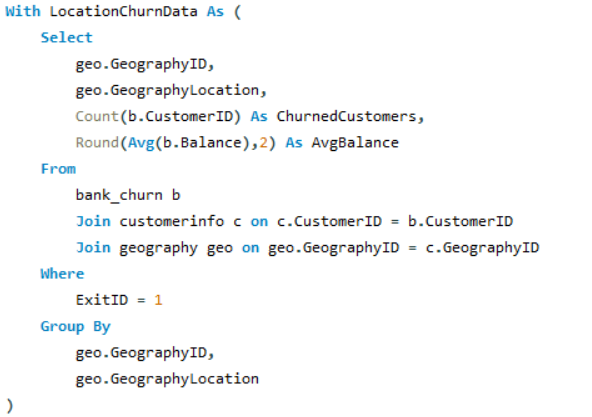 With LocationChurnData As (
Select
geo.GeographyID,
geo.GeographyLocation,
Count(b.CustomerID) As ChurnedCustomers,
Round(Avg(b.Balance),2) As AvgBalance
From
bank_churn b
Join customerinfo c on c.CustomerID = b.CustomerID
Join geography geo on geo.GeographyID = c.GeographyID
Where
ExitID = 1
Group By
geo.GeographyID,
geo.GeographyLocation
)